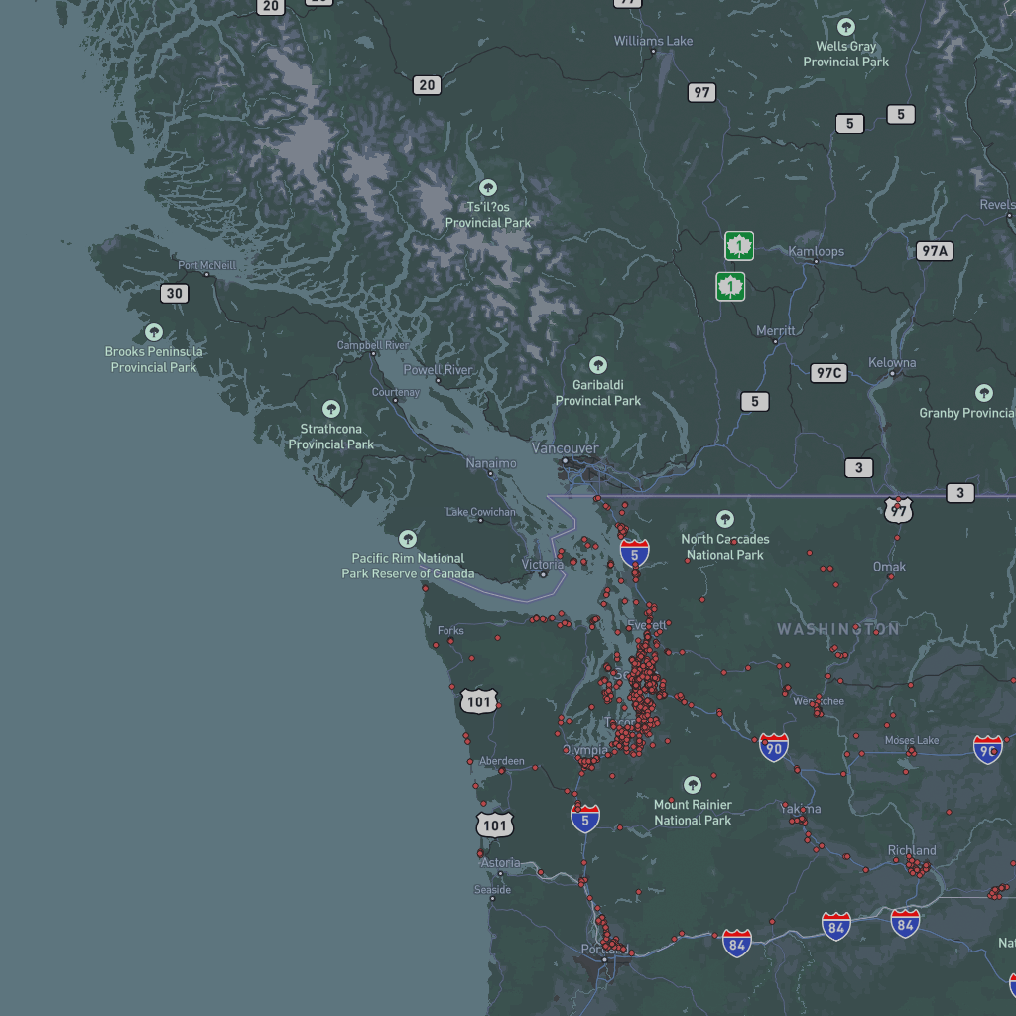 20
97
Williams Lake
Wells Gray
Provincial Park
20
97
5
5
Ts'il?os
Provincial Park
Revels
1
Kamloops
97A
Port McNeill
30
1
Brooks Peninsula
Provincial Park
Merritt
Campbell River
Powell River
Kelowna
97C
Garibaldi
Provincial Park
Courtenay
5
Granby Provincial
Strathcona
Provincial Park
Vancouver
Nanaimo
3
3
97
Lake Cowichan
North Cascades
National Park
5
Pacific Rim National
Park Reserve of Canada
Victoria
Omak
Forks
Everett
WASHINGTON
101
Wenatchee
Olympia
90
Moses Lake
90
Aberdeen
Mount Rainier
National Park
Yakima
5
101
Richland
Astoria
Seaside
84
84
84
Portland
Nat